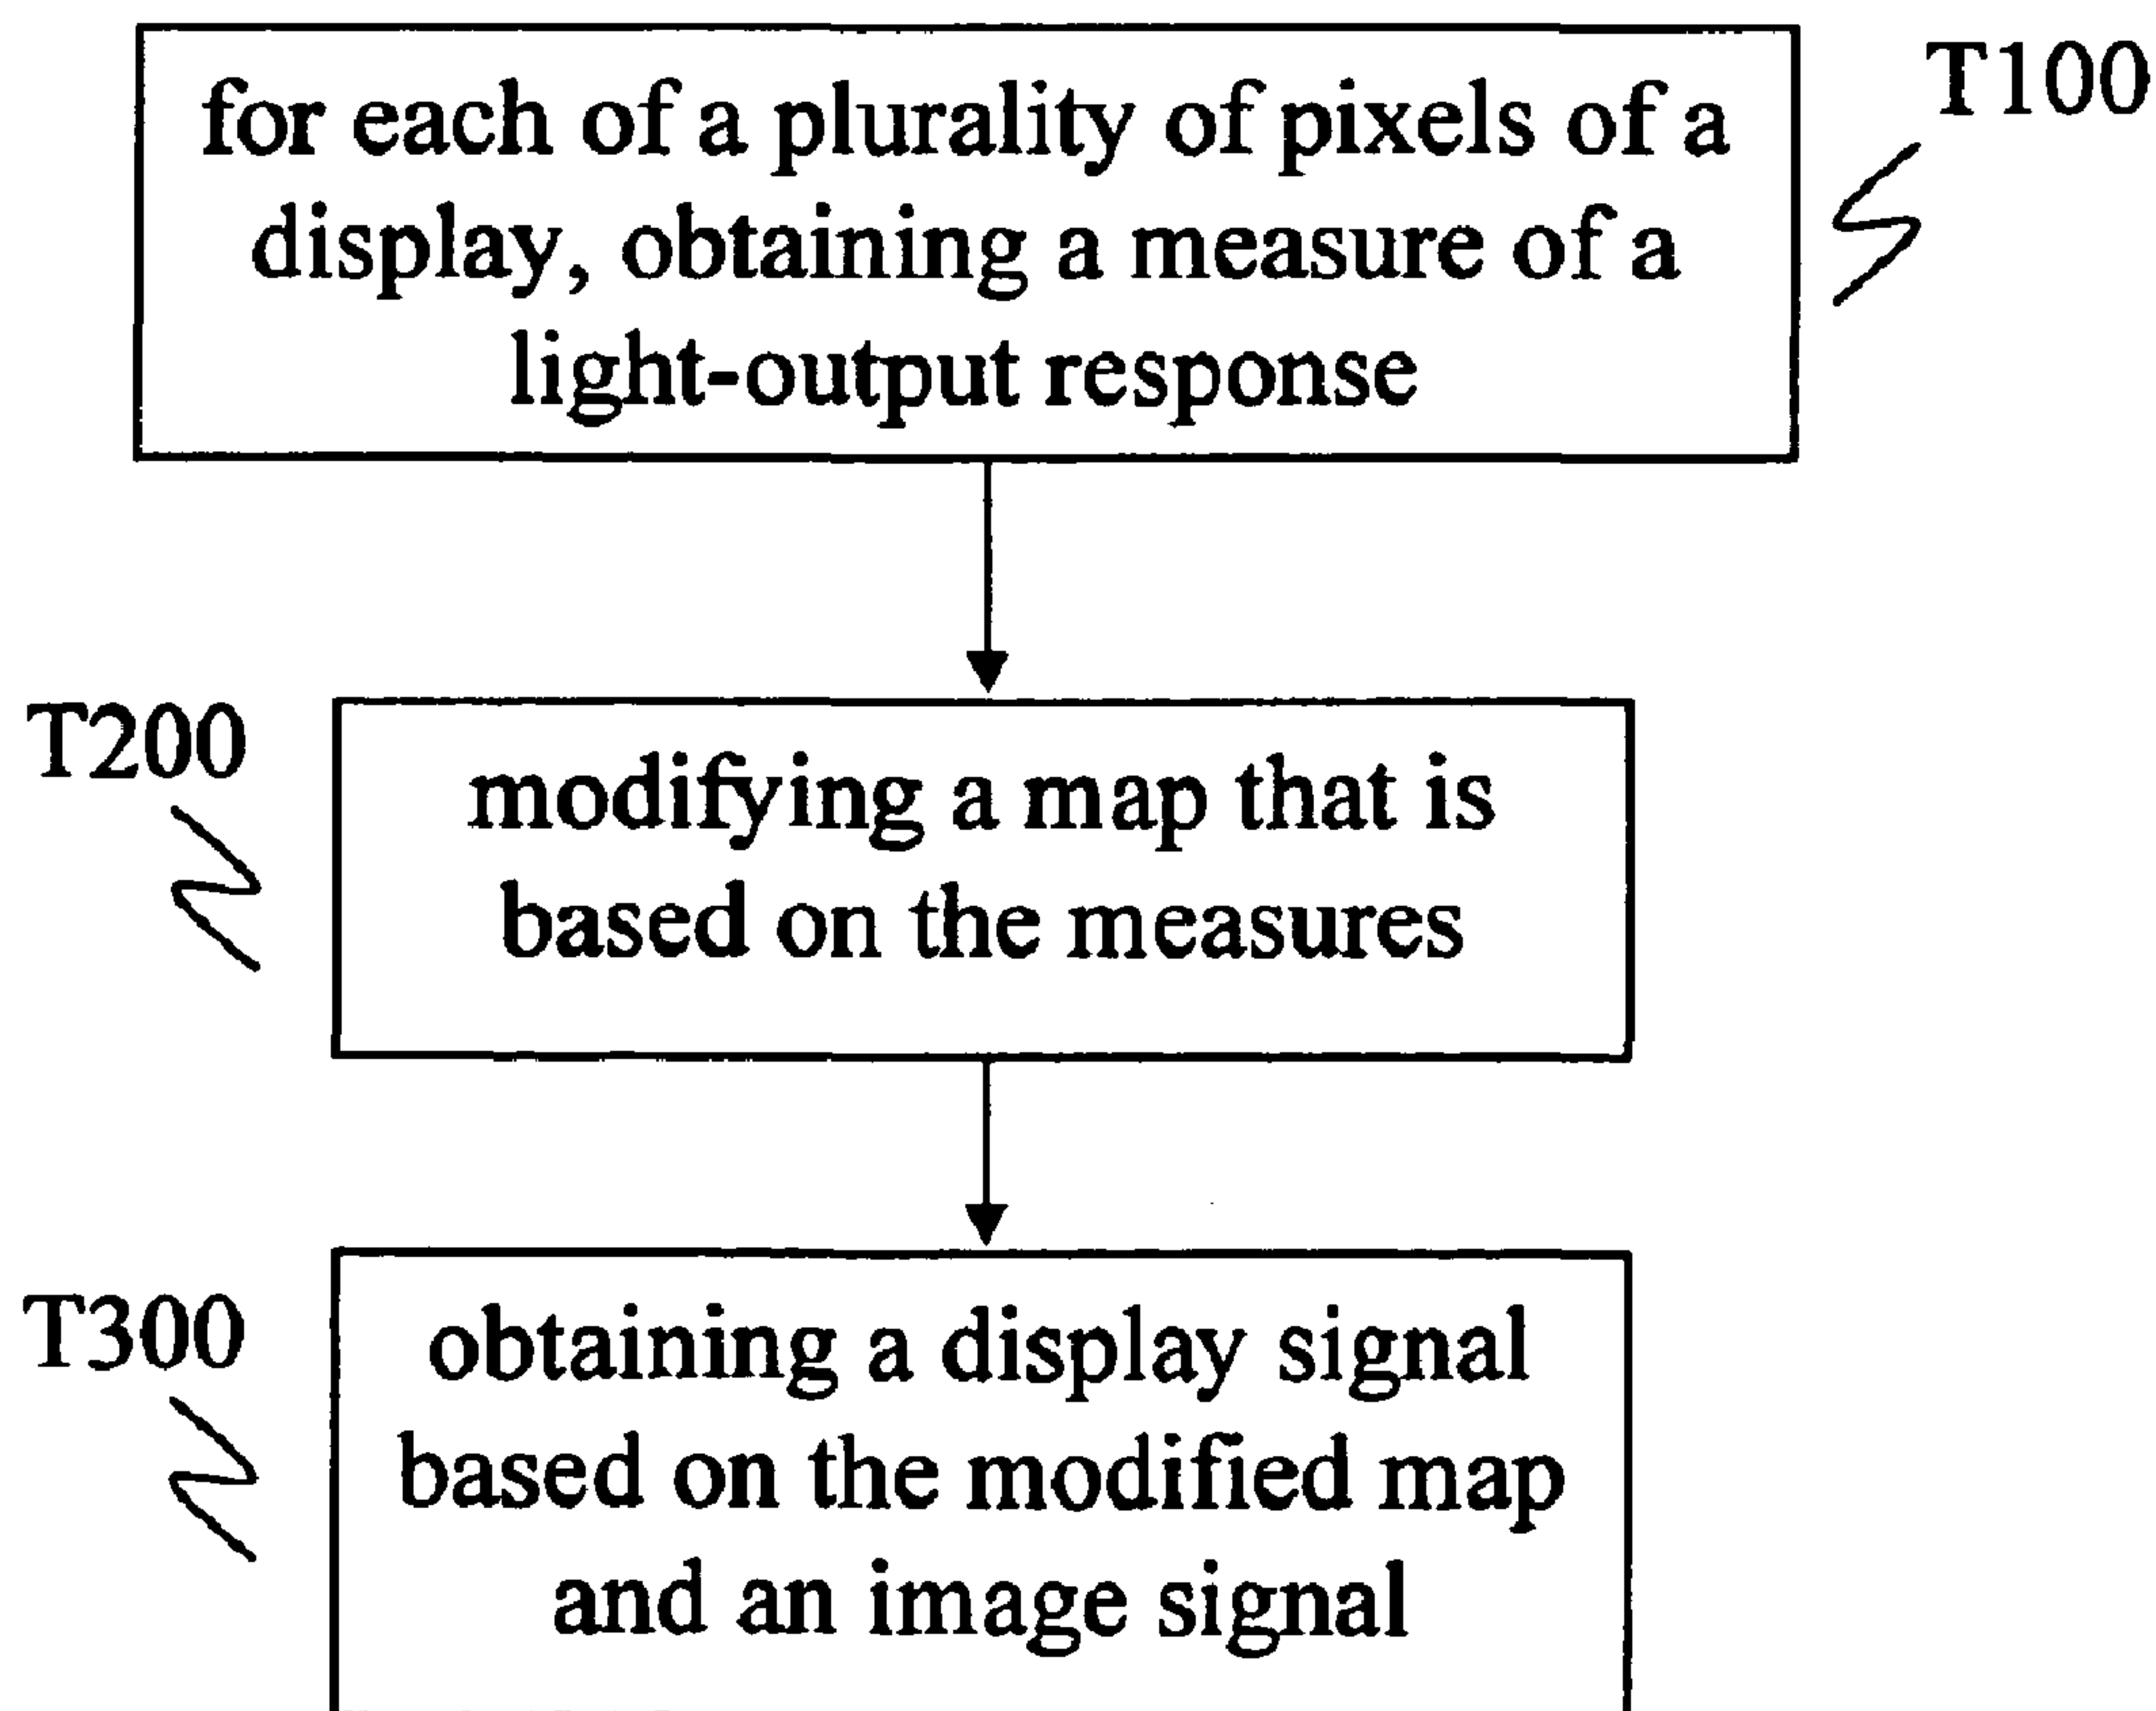 for each of a plurality of pixels of a
display, obtaining a measure of a
light-output response
T100
T200
modifying a map that is
based on the measures
T300
obtaining a display signal
based on the modified map
and an image signal